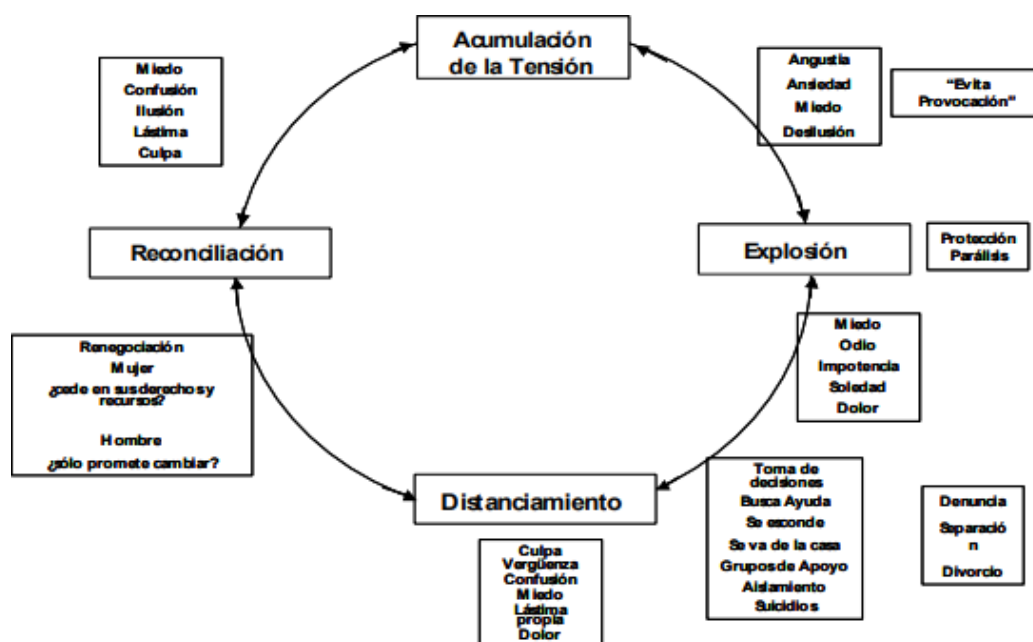 Acumulación
de la Tensión
Miedo
Confusión
Ilusión
Lástima
Culpa
Angustia
Ansiedad
Miedo
Desilusión
“Evita
Provocación”
Reconciliación
Explosión
Protección
Parálisis
Renegociación
Mujer
¿cede en sus derechos y
recursos?
Hombre
¿sólo promete cambiar?
Miedo
Odio
Impotencia
Soledad
Dolor
Distanciamiento
Toma de
decisiones
Busca Ayuda
Se esconde
Se va de la casa
Grupos de Apoyo
Aislamiento
Suicidios
Denuncia
Separació
n
Divorcio
Culpa
Vergüenza
Confusión
Miedo
Lástima
propia
Dolor